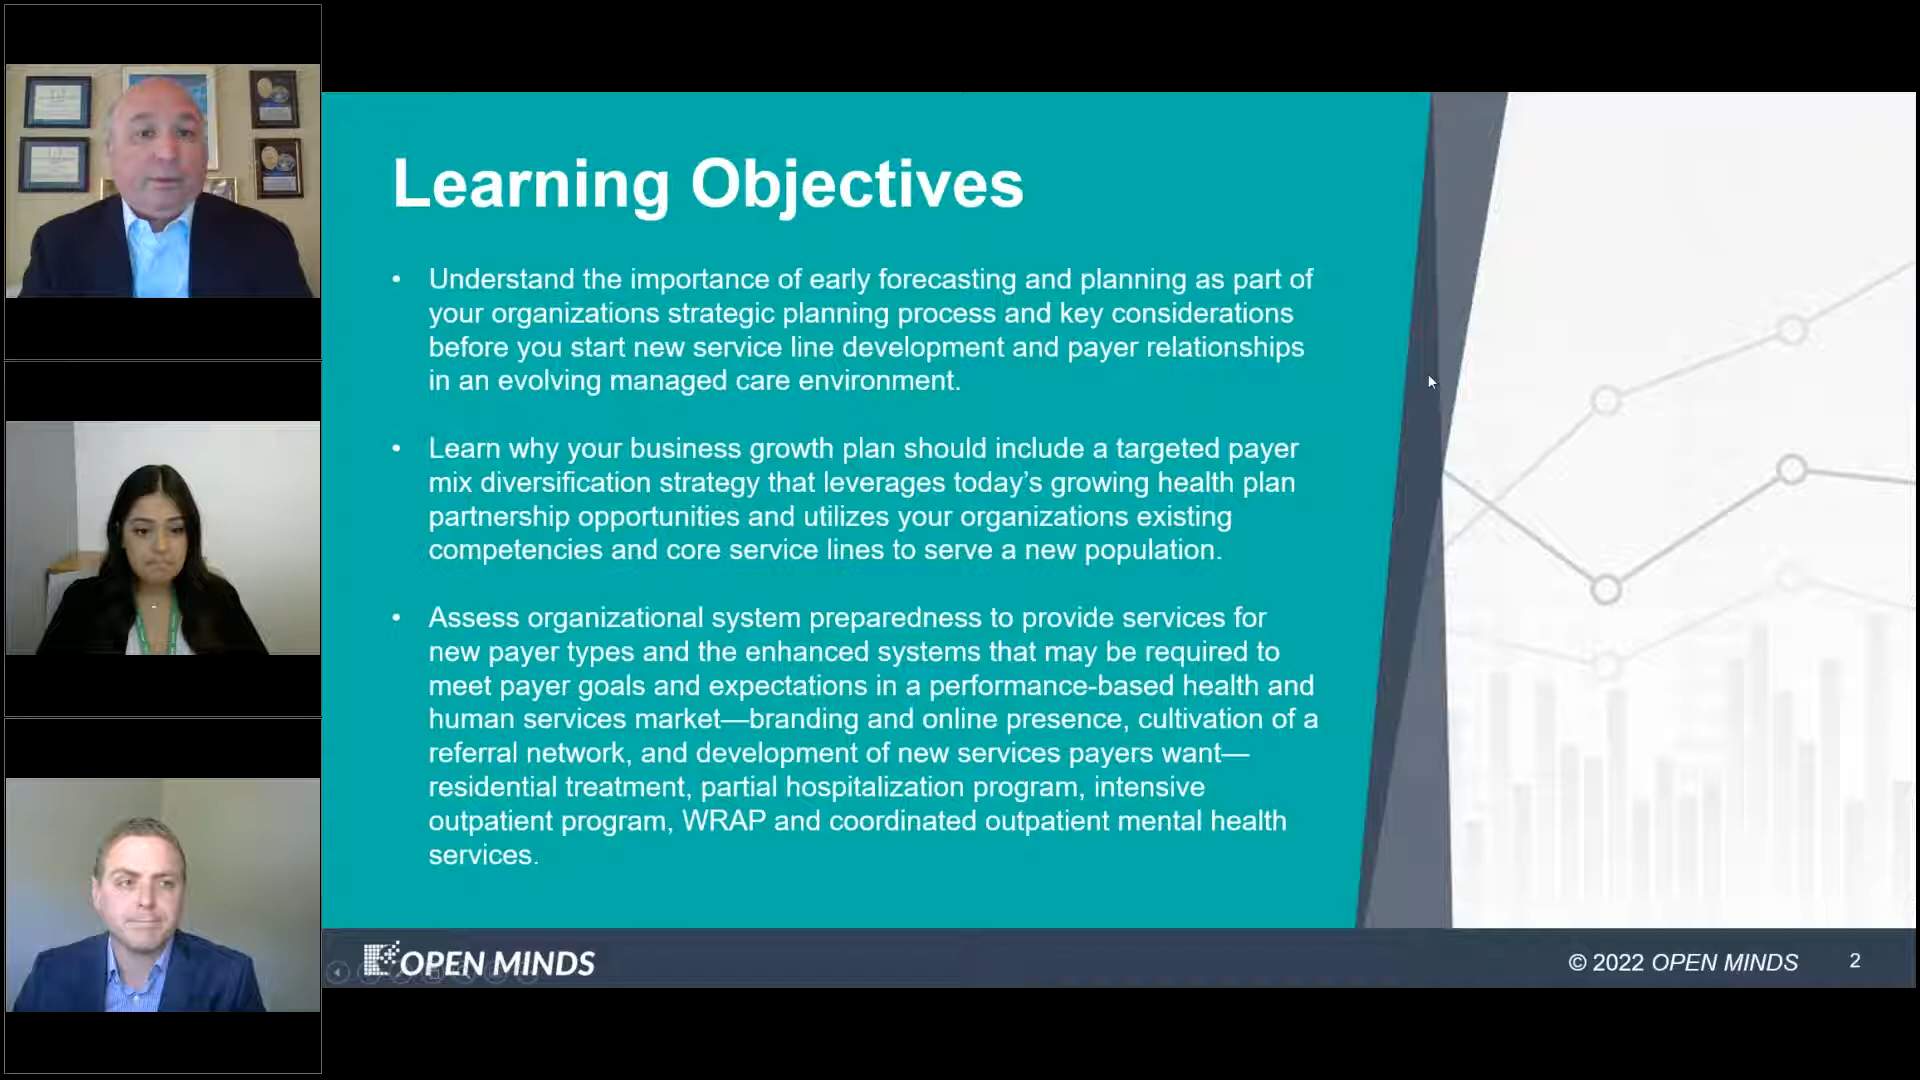 Learning Objectives
• Understand the importance of early forecasting and planning as part of
your organizations strategic planning process and key considerations
before you start new service line development and payer relationships
in an evolving managed care environment.
• Learn why your business growth plan should include a targeted payer
mix diversification strategy that leverages today’s growing health plan
partnership opportunities and utilizes your organizations existing
competencies and core service lines to serve a new population.
• Assess organizational system preparedness to provide services for
new payer types and the enhanced systems that may be required to
meet payer goals and expectations in a performance-based health and
human services market—branding and online presence, cultivation of a
referral network, and development of new services payers want—
residential treatment, partial hospitalization program, intensive
outpatient program, WRAP and coordinated outpatient mental health
services.
OPEN MINDS
© 2022 OPEN MINDS
2